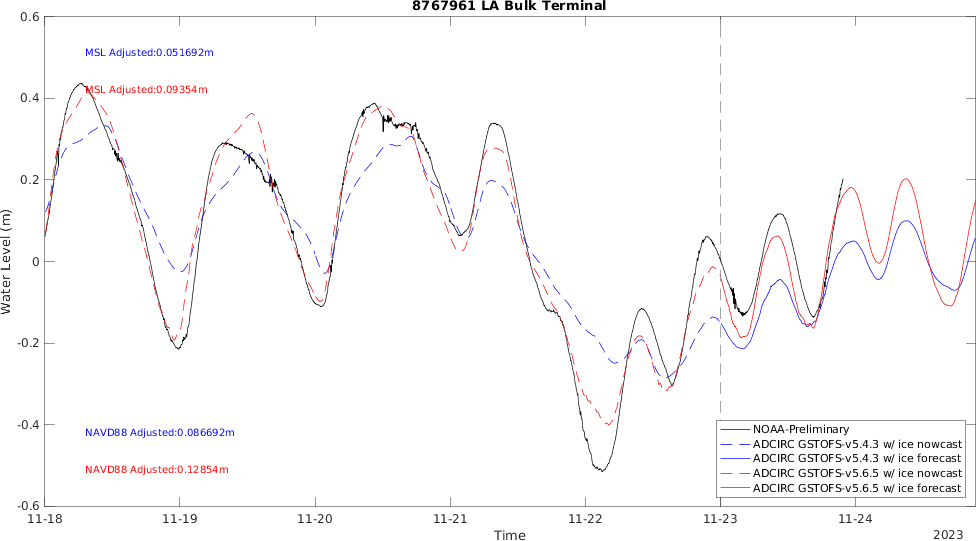 8767961 LA Bulk Terminal
0.6
0.4
0.2
0
-0.2
-0.4
-0.6
Water Level (m)
MSL Adjusted:0.051692m
MSL Adjusted:0.09354m
NAVD88 Adjusted:0.086692m
NAVD88 Adjusted:0.12854m
NOAA-Preliminary
ADCIRC GSTOFS-v5.4.3 w/ ice nowcast
ADCIRC GSTOFS-v5.4.3 w/ ice forecast
ADCIRC GSTOFS-v5.6.5 w/ ice nowcast
ADCIRC GSTOFS-v5.6.5 w/ ice forecast
11-18 11-19 11-20 11-21 11-22 11-23 11-24
Time
2023